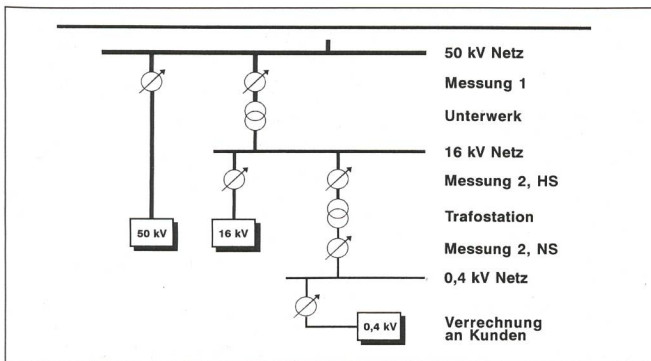 50 kV Netz
Messung 1
Unterwerk
16 kV Netz
Messung 2, HS
Trafostation
50 kV
16 kV
Messung 2, NS
0,4 kV Netz
0,4 kV
Verrechnung
an Kunden